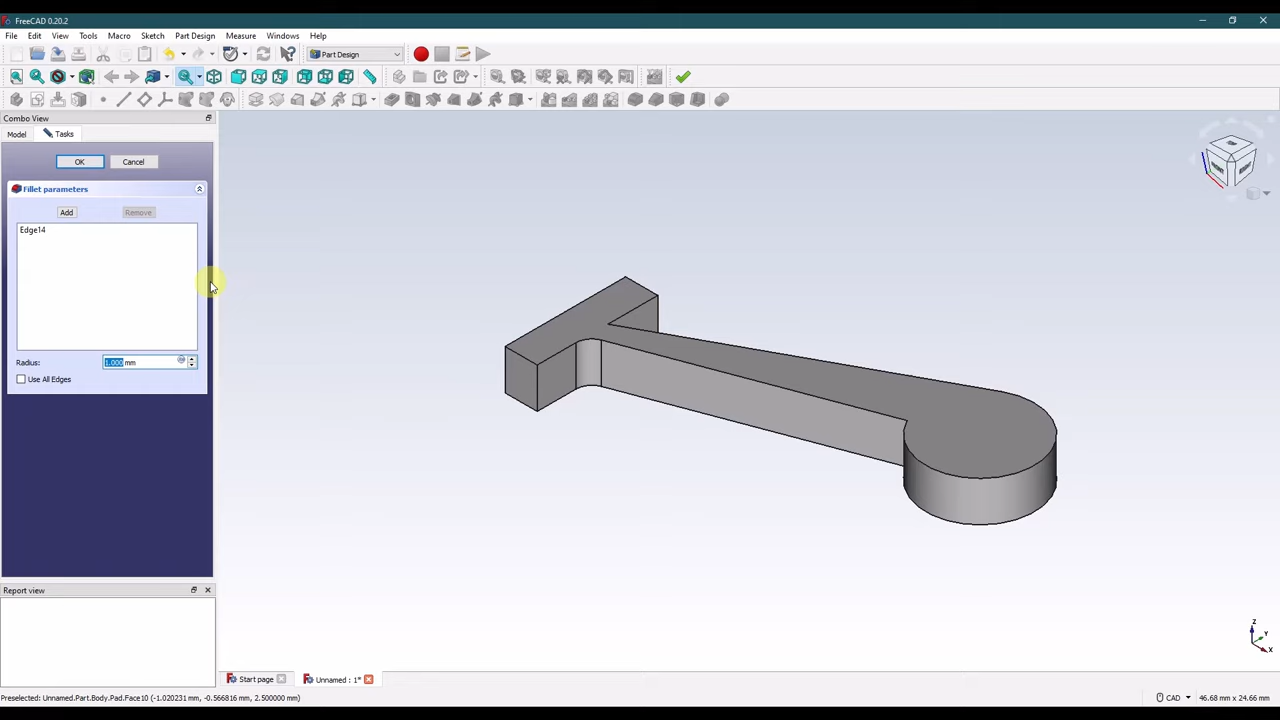 FreeCAD 0.20.2
File Edit View Tools Macro Sketch Part Design Measure Windows Help
Part Design
Combo View
Model Tasks
OK Cancel
Fillet parameters
Add Remove
Edge14
Radius: 1.000 mm
Use All Edges
Report view
Z
Y
X
Start page Unnamed : 1*
Preselected: Unnamed.Part.Body.Pad.Face10 (-1.020231 mm, -0.566816 mm, 2.500000 mm) CAD 46.68 mm x 24.66 mm